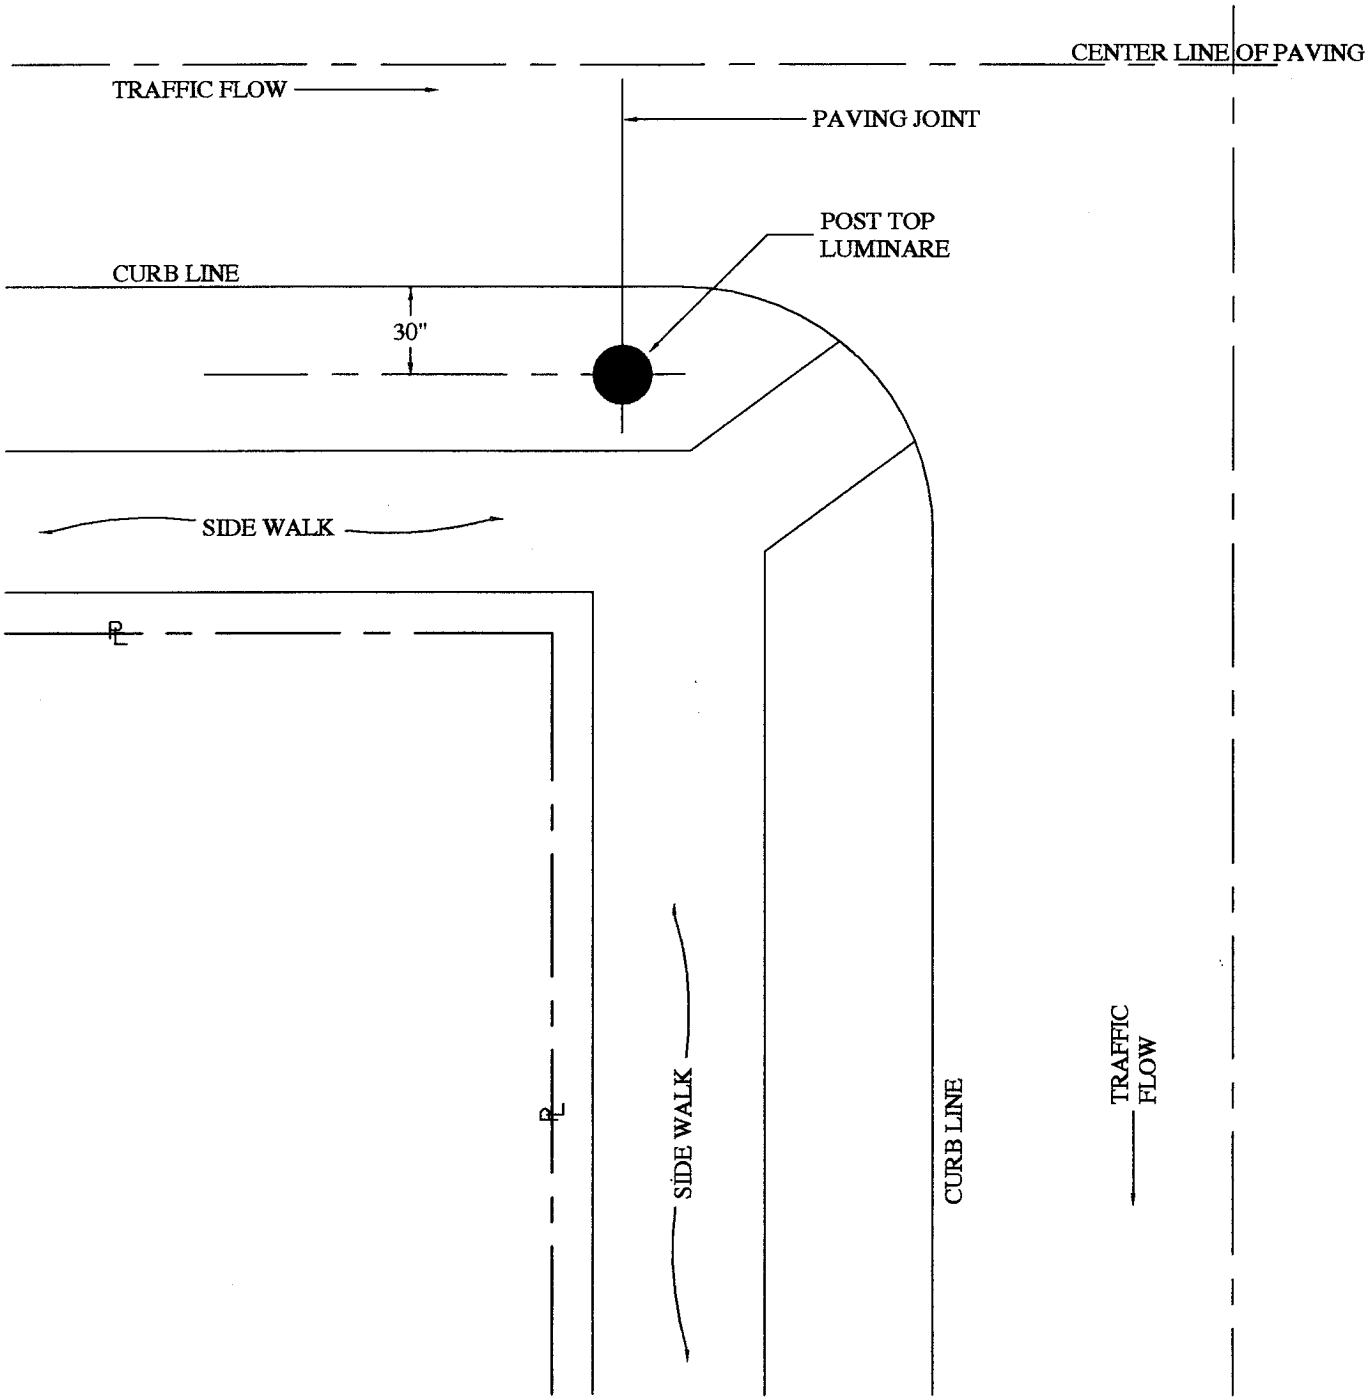 CENTER LINE OF PAVING
TRAFFIC FLOW
PAVING JOINT
POST TOP
LUMINARE
CURB LINE
30"
SIDE WALK
PL
PL
SIDE WALK
CURB LINE
TRAFFIC
FLOW